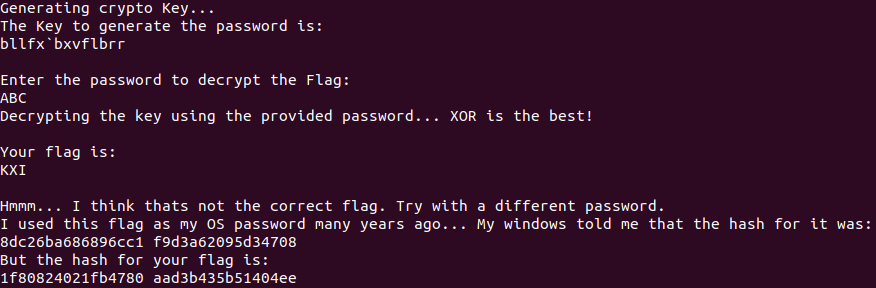 Generating crypto Key...
The Key to generate the password is:
bllfx`bxvflbrr
Enter the password to decrypt the Flag:
ABC
Decrypting the key using the provided password... XOR is the best!
Your flag is:
KXI
Hmmm... I think thats not the correct flag. Try with a different password.
I used this flag as my OS password many years ago... My windows told me that the hash for it was:
8dc26ba686896cc1 f9d3a62095d34708
But the hash for your flag is:
1f80824021fb4780 aad3b435b51404ee